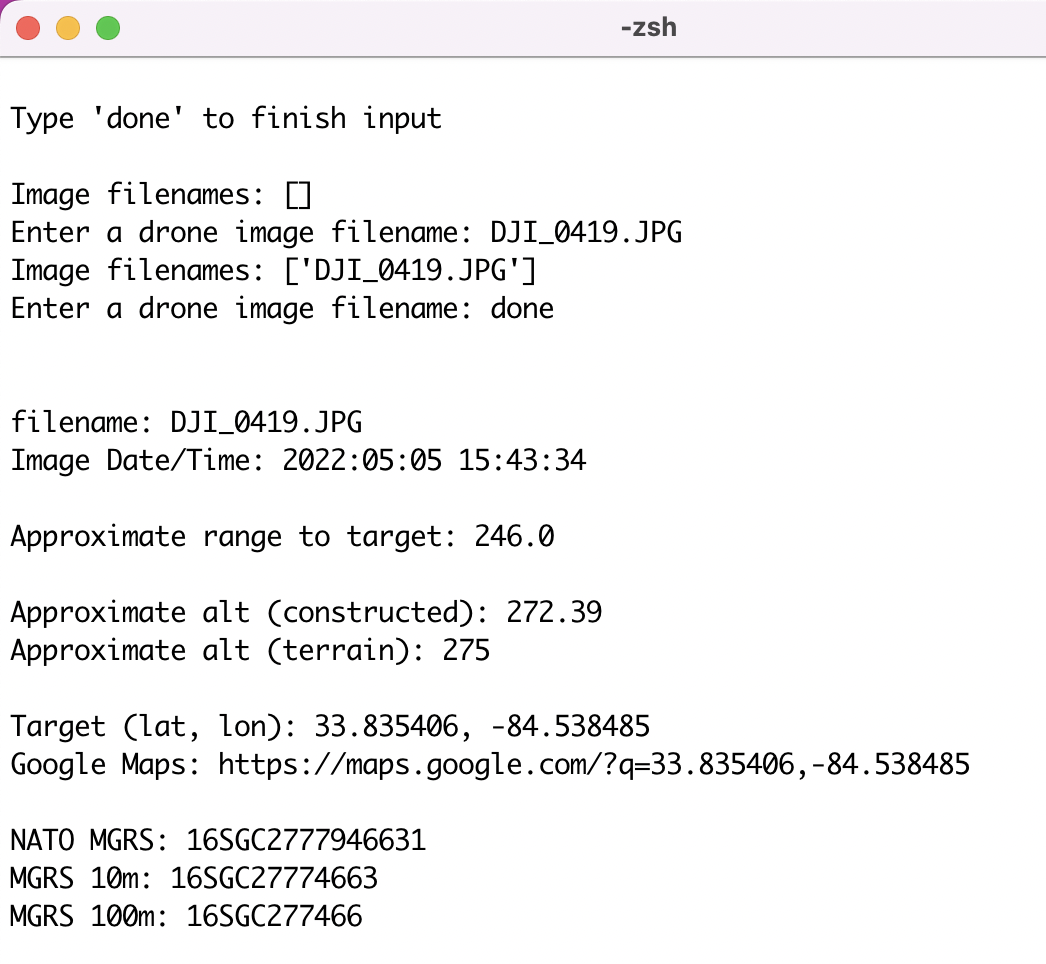 -zsh
Type 'done' to finish input
Image filenames: []
Enter a drone image filename: DJI_0419.JPG
Image filenames: ['DJI_0419.JPG']
Enter a drone image filename: done
filename: DJI_0419.JPG
Image Date/Time: 2022:05:05 15:43:34
Approximate range to target: 246.0
Approximate alt (constructed): 272.39
Approximate alt (terrain): 275
Target (lat, lon): 33.835406, -84.538485
Google Maps: https://maps.google.com/?q=33.835406,-84.538485
NATO MGRS: 16SGC2777946631
MGRS 10m: 16SGC27774663
MGRS 100m: 16SGC277466